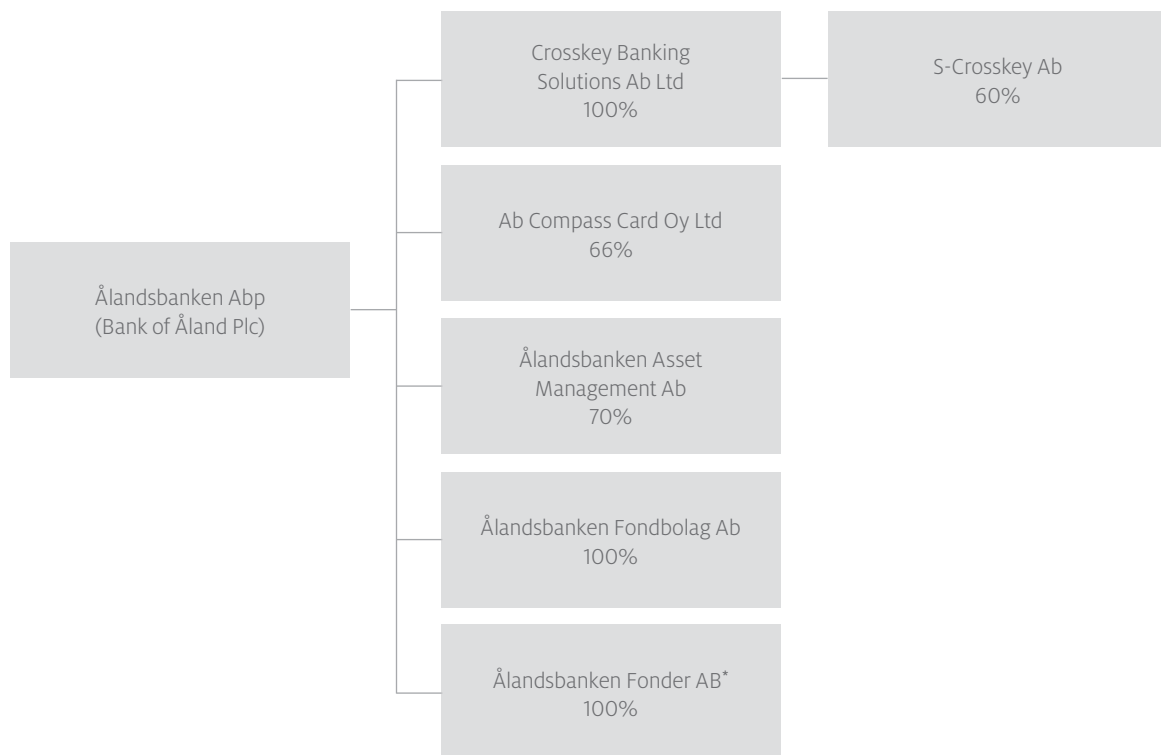 Ålandsbanken Abp
(Bank of Åland Plc)
Crosskey Banking
Solutions Ab Ltd
100%
S-Crosskey Ab
60%
Ab Compass Card Oy Ltd
66%
Ålandsbanken Asset
Management Ab
70%
Ålandsbanken Fondbolag Ab
100%
Ålandsbanken Fonder AB*
100%